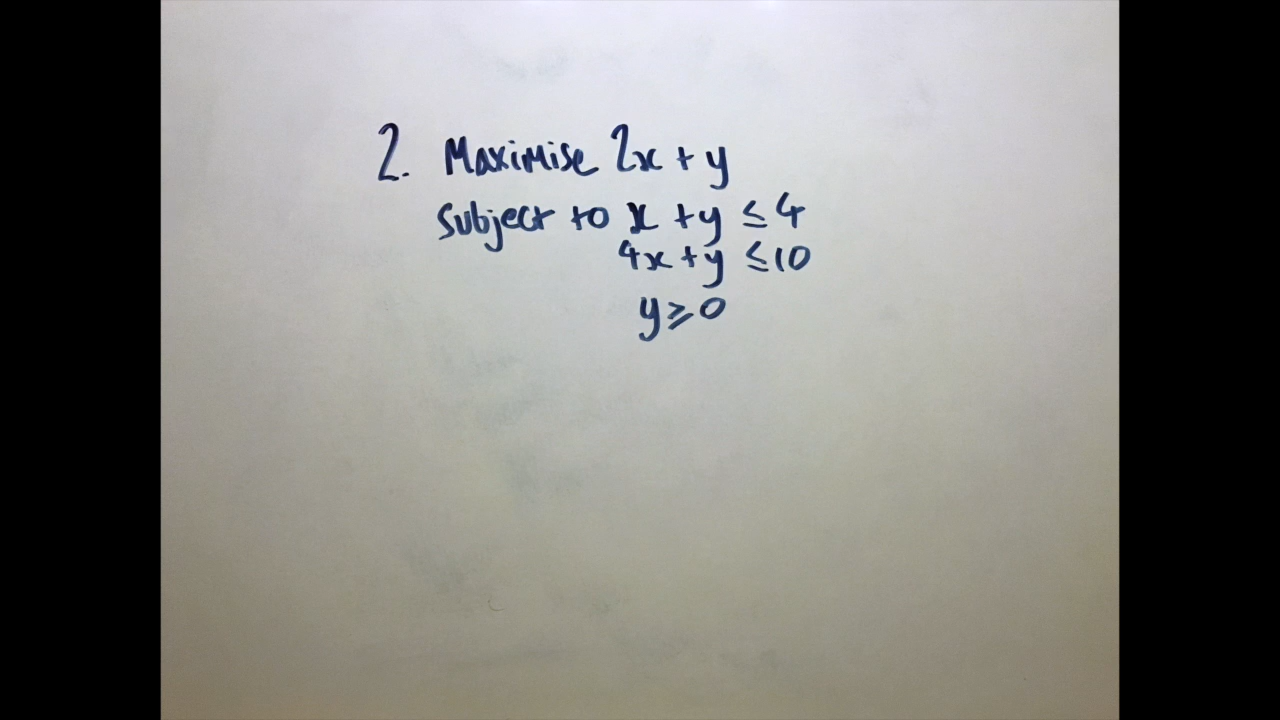 2. Maximise 2x + y
subject to x + y ≤ 4
4x + y ≤ 10
y ⩾ 0